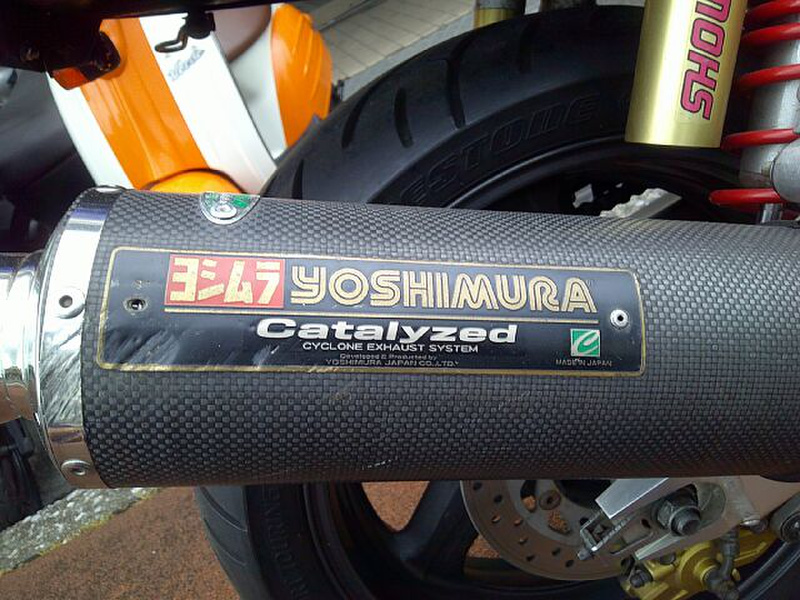 ヨシムラ YOSHIMURA
Catalyzed
CYCLONE EXHAUST SYSTEM
Developed & Produced by
YOSHIMURA JAPAN CO.,LTD.
MADE IN JAPAN
SHOW
ESTONE